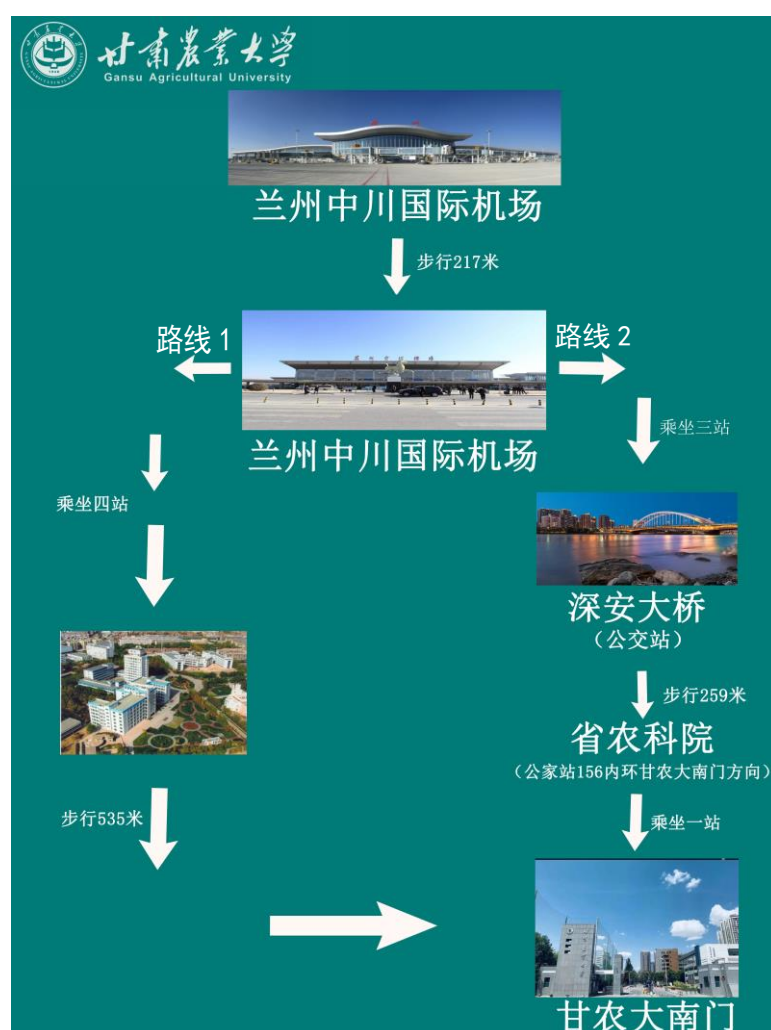 甘肃农业大学
Gansu Agricultural University
兰州中川国际机场
步行217米
路线 1
路线 2
兰州中川国际机场
乘坐三站
乘坐四站
深安大桥
(公交站)
步行259米
省农科院
(公家站156内环甘农大南门方向)
步行535米
乘坐一站
甘农大南门